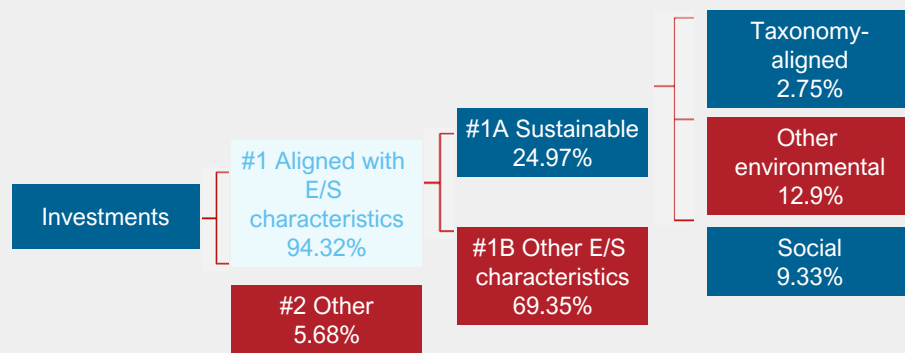 Investments
#1 Aligned with
E/S
characteristics
94.32%
#2 Other
5.68%
#1A Sustainable
24.97%
#1B Other E/S
characteristics
69.35%
Taxonomy-
aligned
2.75%
Other
environmental
12.9%
Social
9.33%